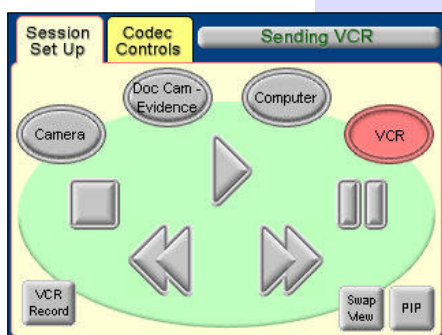 Session
Set Up
Codec
Controls
Sending VCR
Doc Cam -
Evidence
Computer
Camera
VCR
VCR
Record
Swap
View
PIP